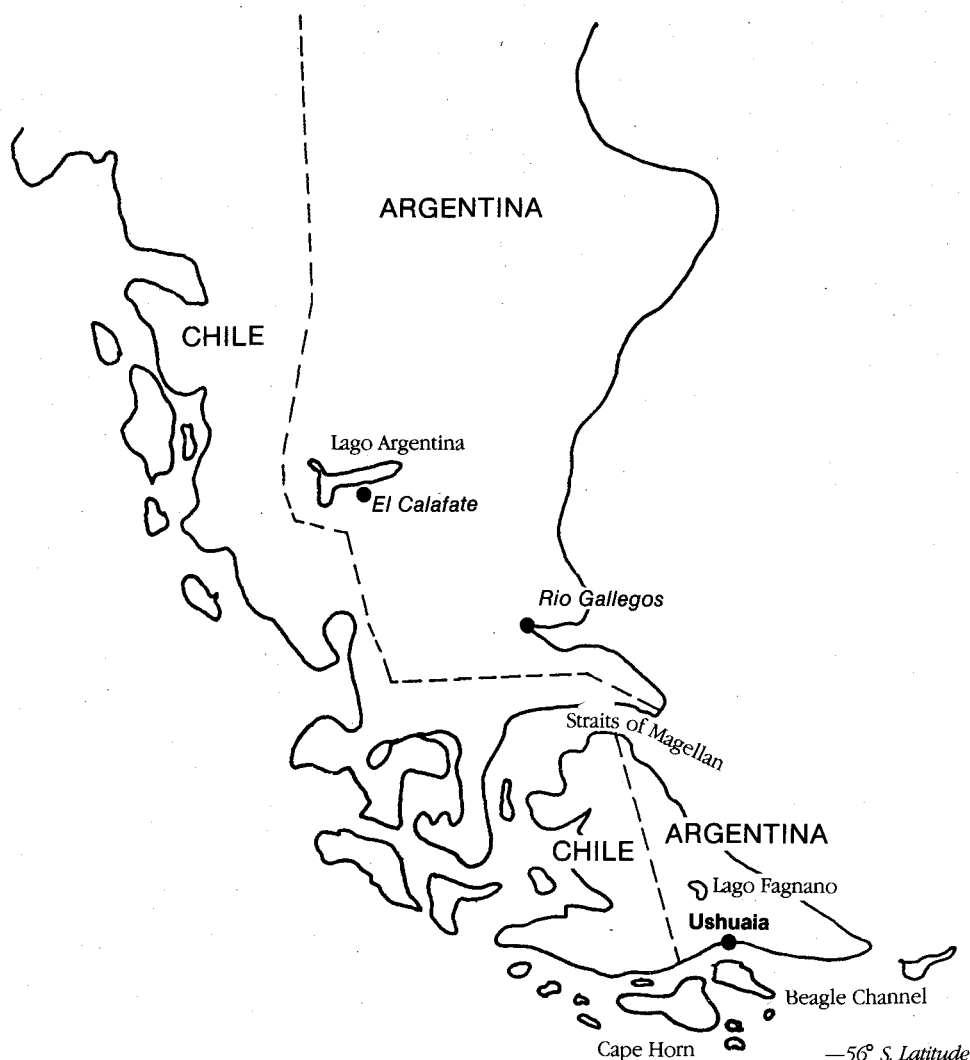 ARGENTINA
CHILE
Lago Argentina
El Calafate
Rio Gallegos
Straits of Magellan
ARGENTINA
CHILE
Lago Fagnano
Ushuaia
Beagle Channel
Cape Horn
—56° S. Latitude